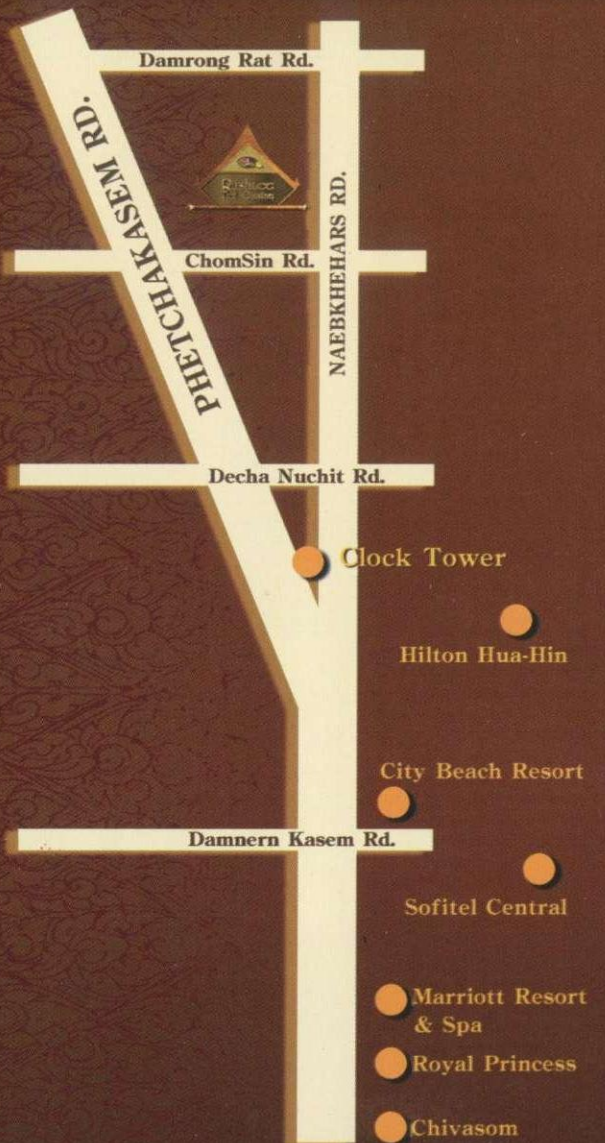 Damrong Rat Rd.
PHETCHAKASEM RD.
NAEBKHEHARS RD.
ChomSin Rd.
Decha Nuchit Rd.
Clock Tower
Hilton Hua-Hin
City Beach Resort
Damnern Kasem Rd.
Sofitel Central
Marriott Resort
& Spa
Royal Princess
Chivasom